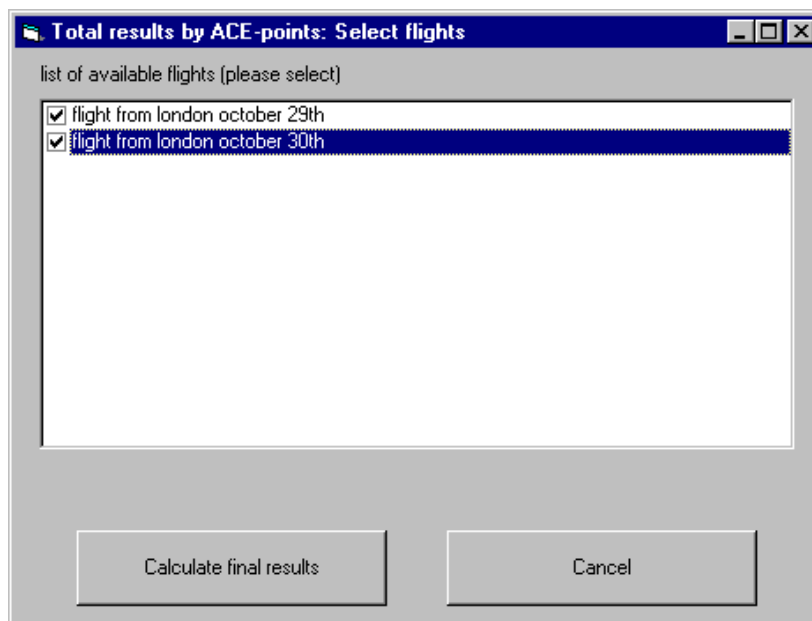 Total results by ACE-points: Select flights
list of available flights (please select)
flight from london october 29th
flight from london october 30th
Calculate final results
Cancel